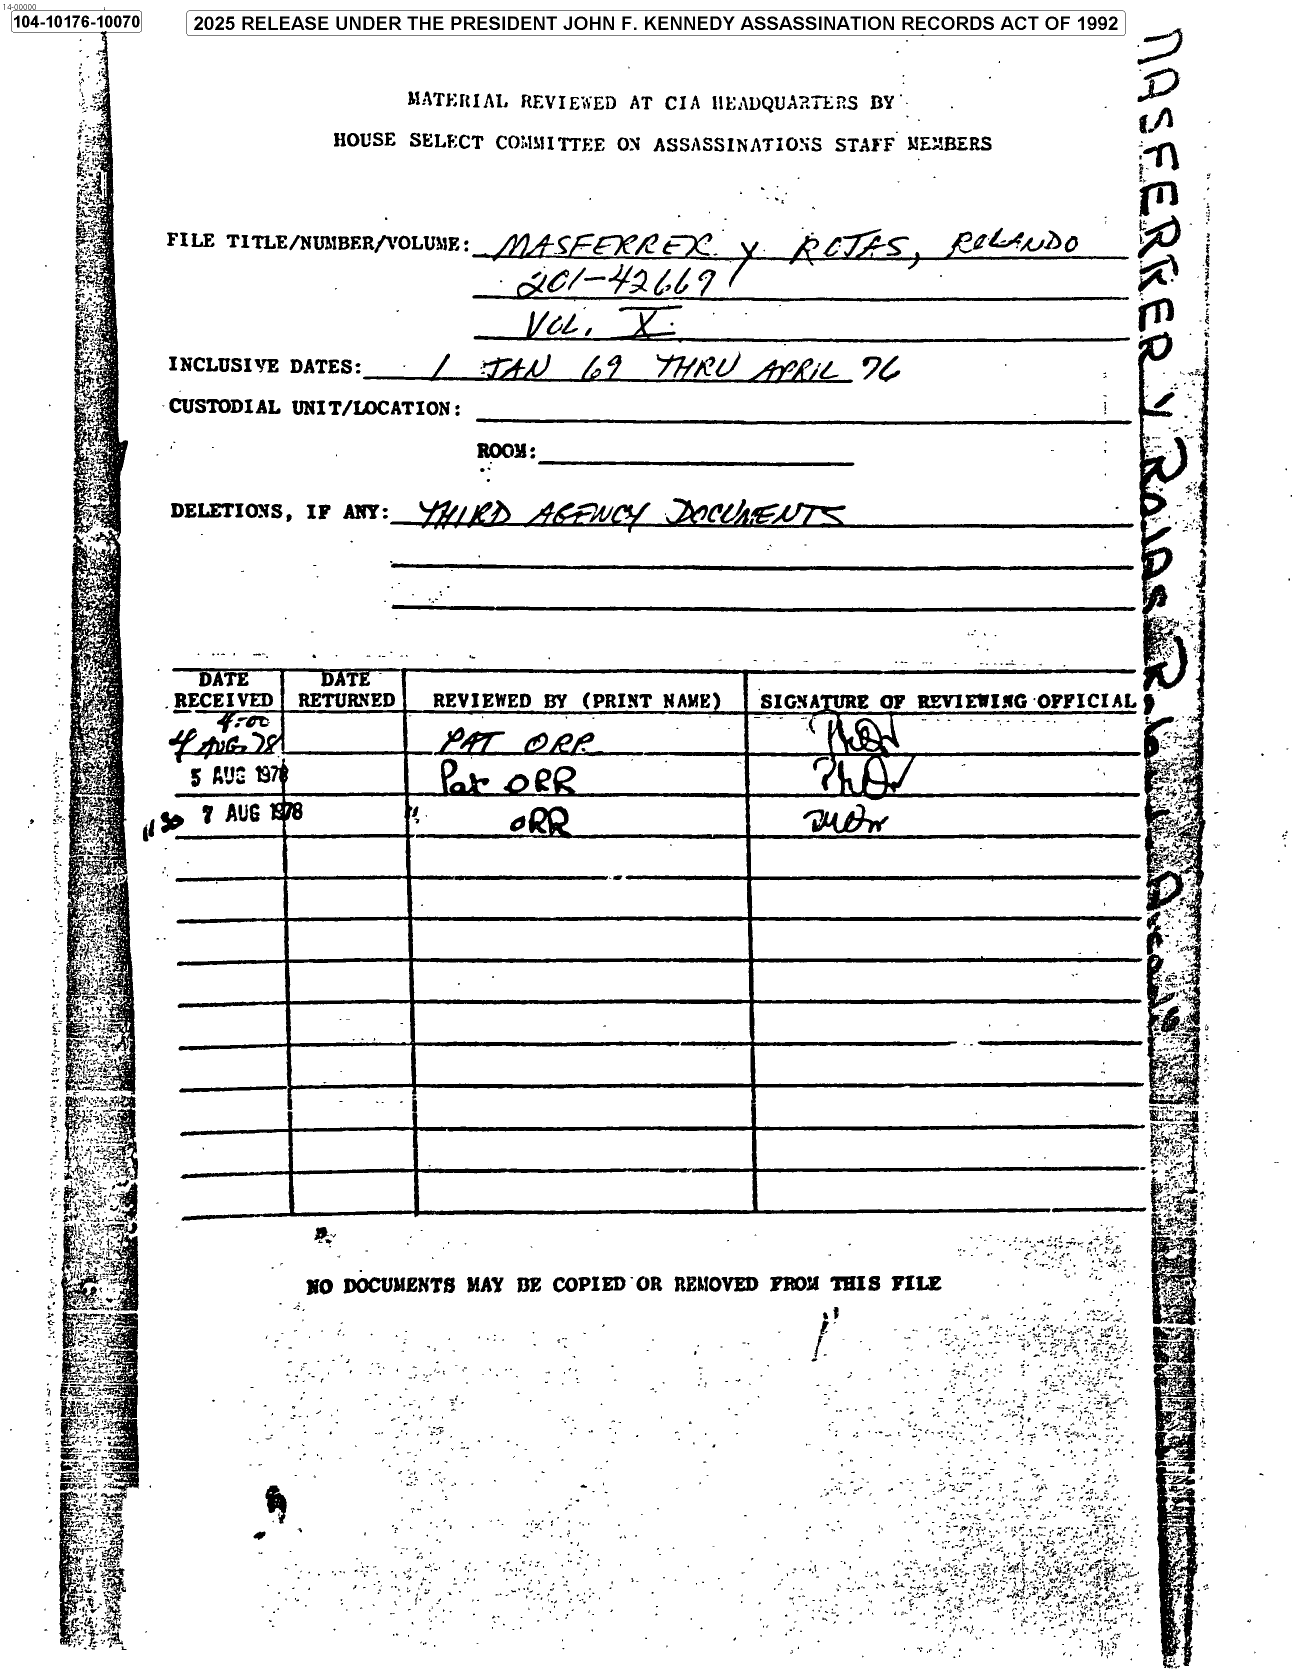 14-00000
104-10176-10070
2025 RELEASE UNDER THE PRESIDENT JOHN F. KENNEDY ASSASSINATION RECORDS ACT OF 1992
MATERIAL REVIEWED AT CIA HEADQUARTERS BY
HOUSE SELECT COMMITTEE ON ASSASSINATIONS STAFF MEMBERS
FILE TITLE/NUMBER/VOLUME: MASFERRER y ROJAS, ROLANDO
201-42669
VOL. X
INCLUSIVE DATES: 1 JAN 69 THRU APRIL 76
CUSTODIAL UNIT/LOCATION:
ROOM:
DELETIONS, IF ANY: THIRD AGENCY DOCUMENTS
DATE RECEIVED DATE RETURNED REVIEWED BY (PRINT NAME) SIGNATURE OF REVIEWING OFFICIAL
4:00
4 AUG 78 PAT ORR
5 AUG 1978 Pat ORR
1130 7 AUG 1978 " ORR
NO DOCUMENTS MAY BE COPIED OR REMOVED FROM THIS FILE
MASFERRER y ROJAS